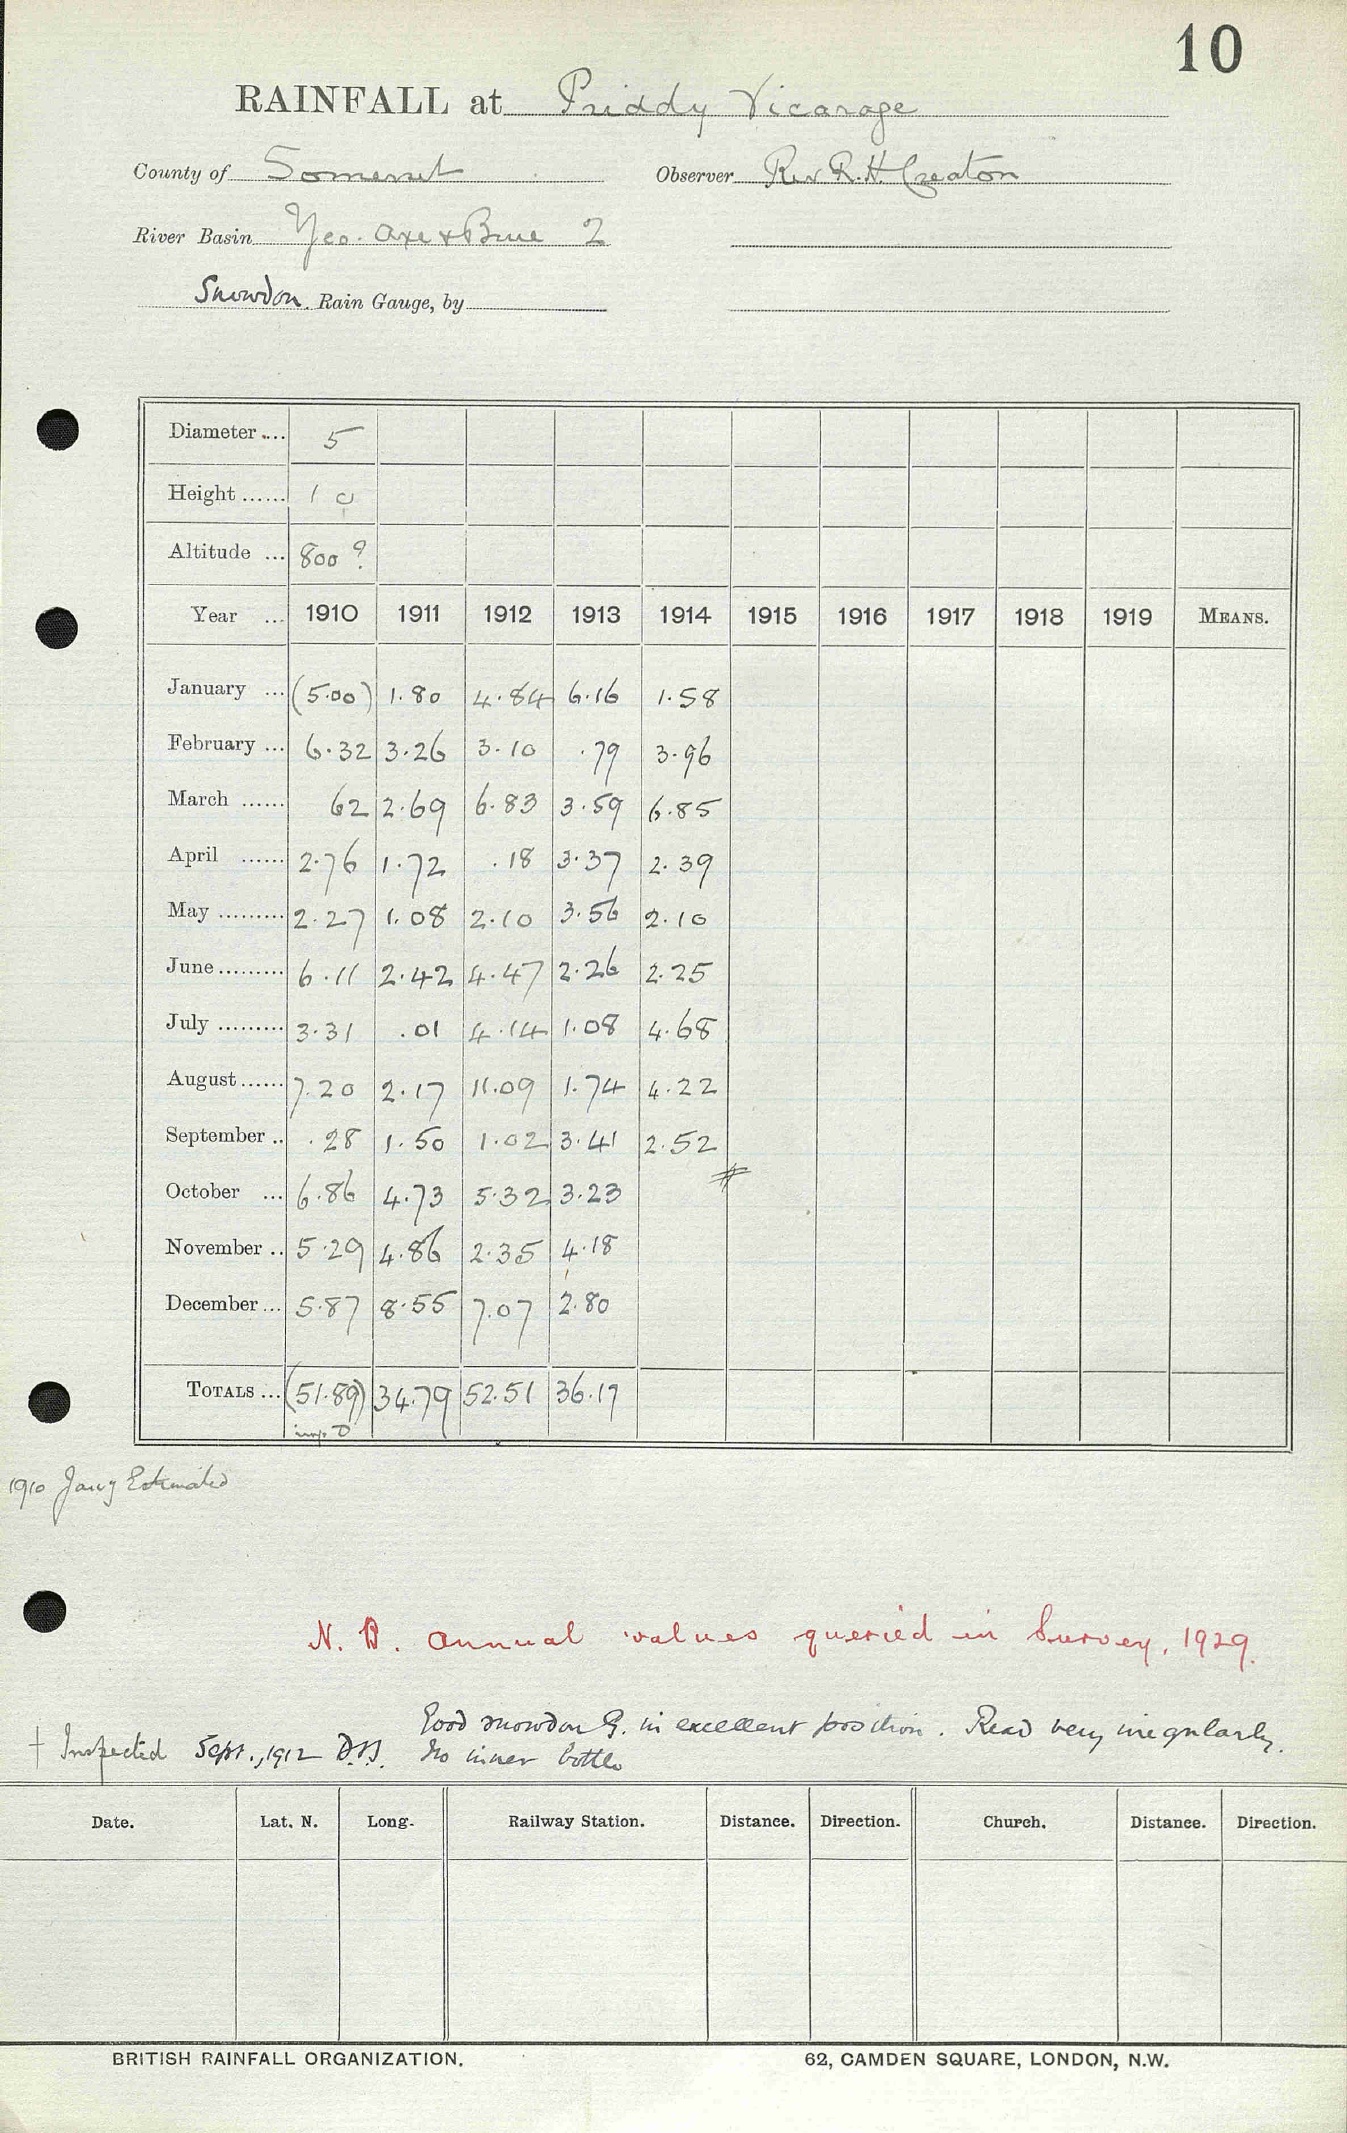 10
RAINFALL at Priddy Vicarage
County of Somerset Observer Rev R. H. Creaton
River Basin Yeo. Axe & Brue 2
Snowdon Rain Gauge, by
Diameter.... 5
Height ...... 1 0
Altitude ... 800 ?
Year ... 1910 1911 1912 1913 1914 1915 1916 1917 1918 1919 MEANS.
January ... (5.00) 1.80 4.84 6.16 1.58
February ... 6.32 3.26 3.10 .79 3.96
March ...... 62 2.69 6.83 3.59 6.85
April ...... 2.76 1.72 .18 3.37 2.39
May ......... 2.27 1.08 2.10 3.56 2.10
June ......... 6.11 2.42 4.47 2.26 2.25
July ......... 3.31 .01 4.14 1.08 4.68
August ...... 7.20 2.17 11.09 1.74 4.22
September .. .28 1.50 1.02 3.41 2.52
October ... 6.86 4.73 5.32 3.23
November .. 5.29 4.86 2.35 4.18
December ... 5.87 8.55 7.07 2.80
TOTALS ... (51.89) 34.79 52.51 36.17
1910 Jany Estimated
N. B. annual values queried in Survey, 1929.
Good snowdon G. in excellent position. Read very irregularly.
† Inspected Sept., 1912 No inner bottle
Date. Lat. N. Long. Railway Station. Distance. Direction. Church. Distance. Direction.
BRITISH RAINFALL ORGANIZATION. 62, CAMDEN SQUARE, LONDON, N.W.